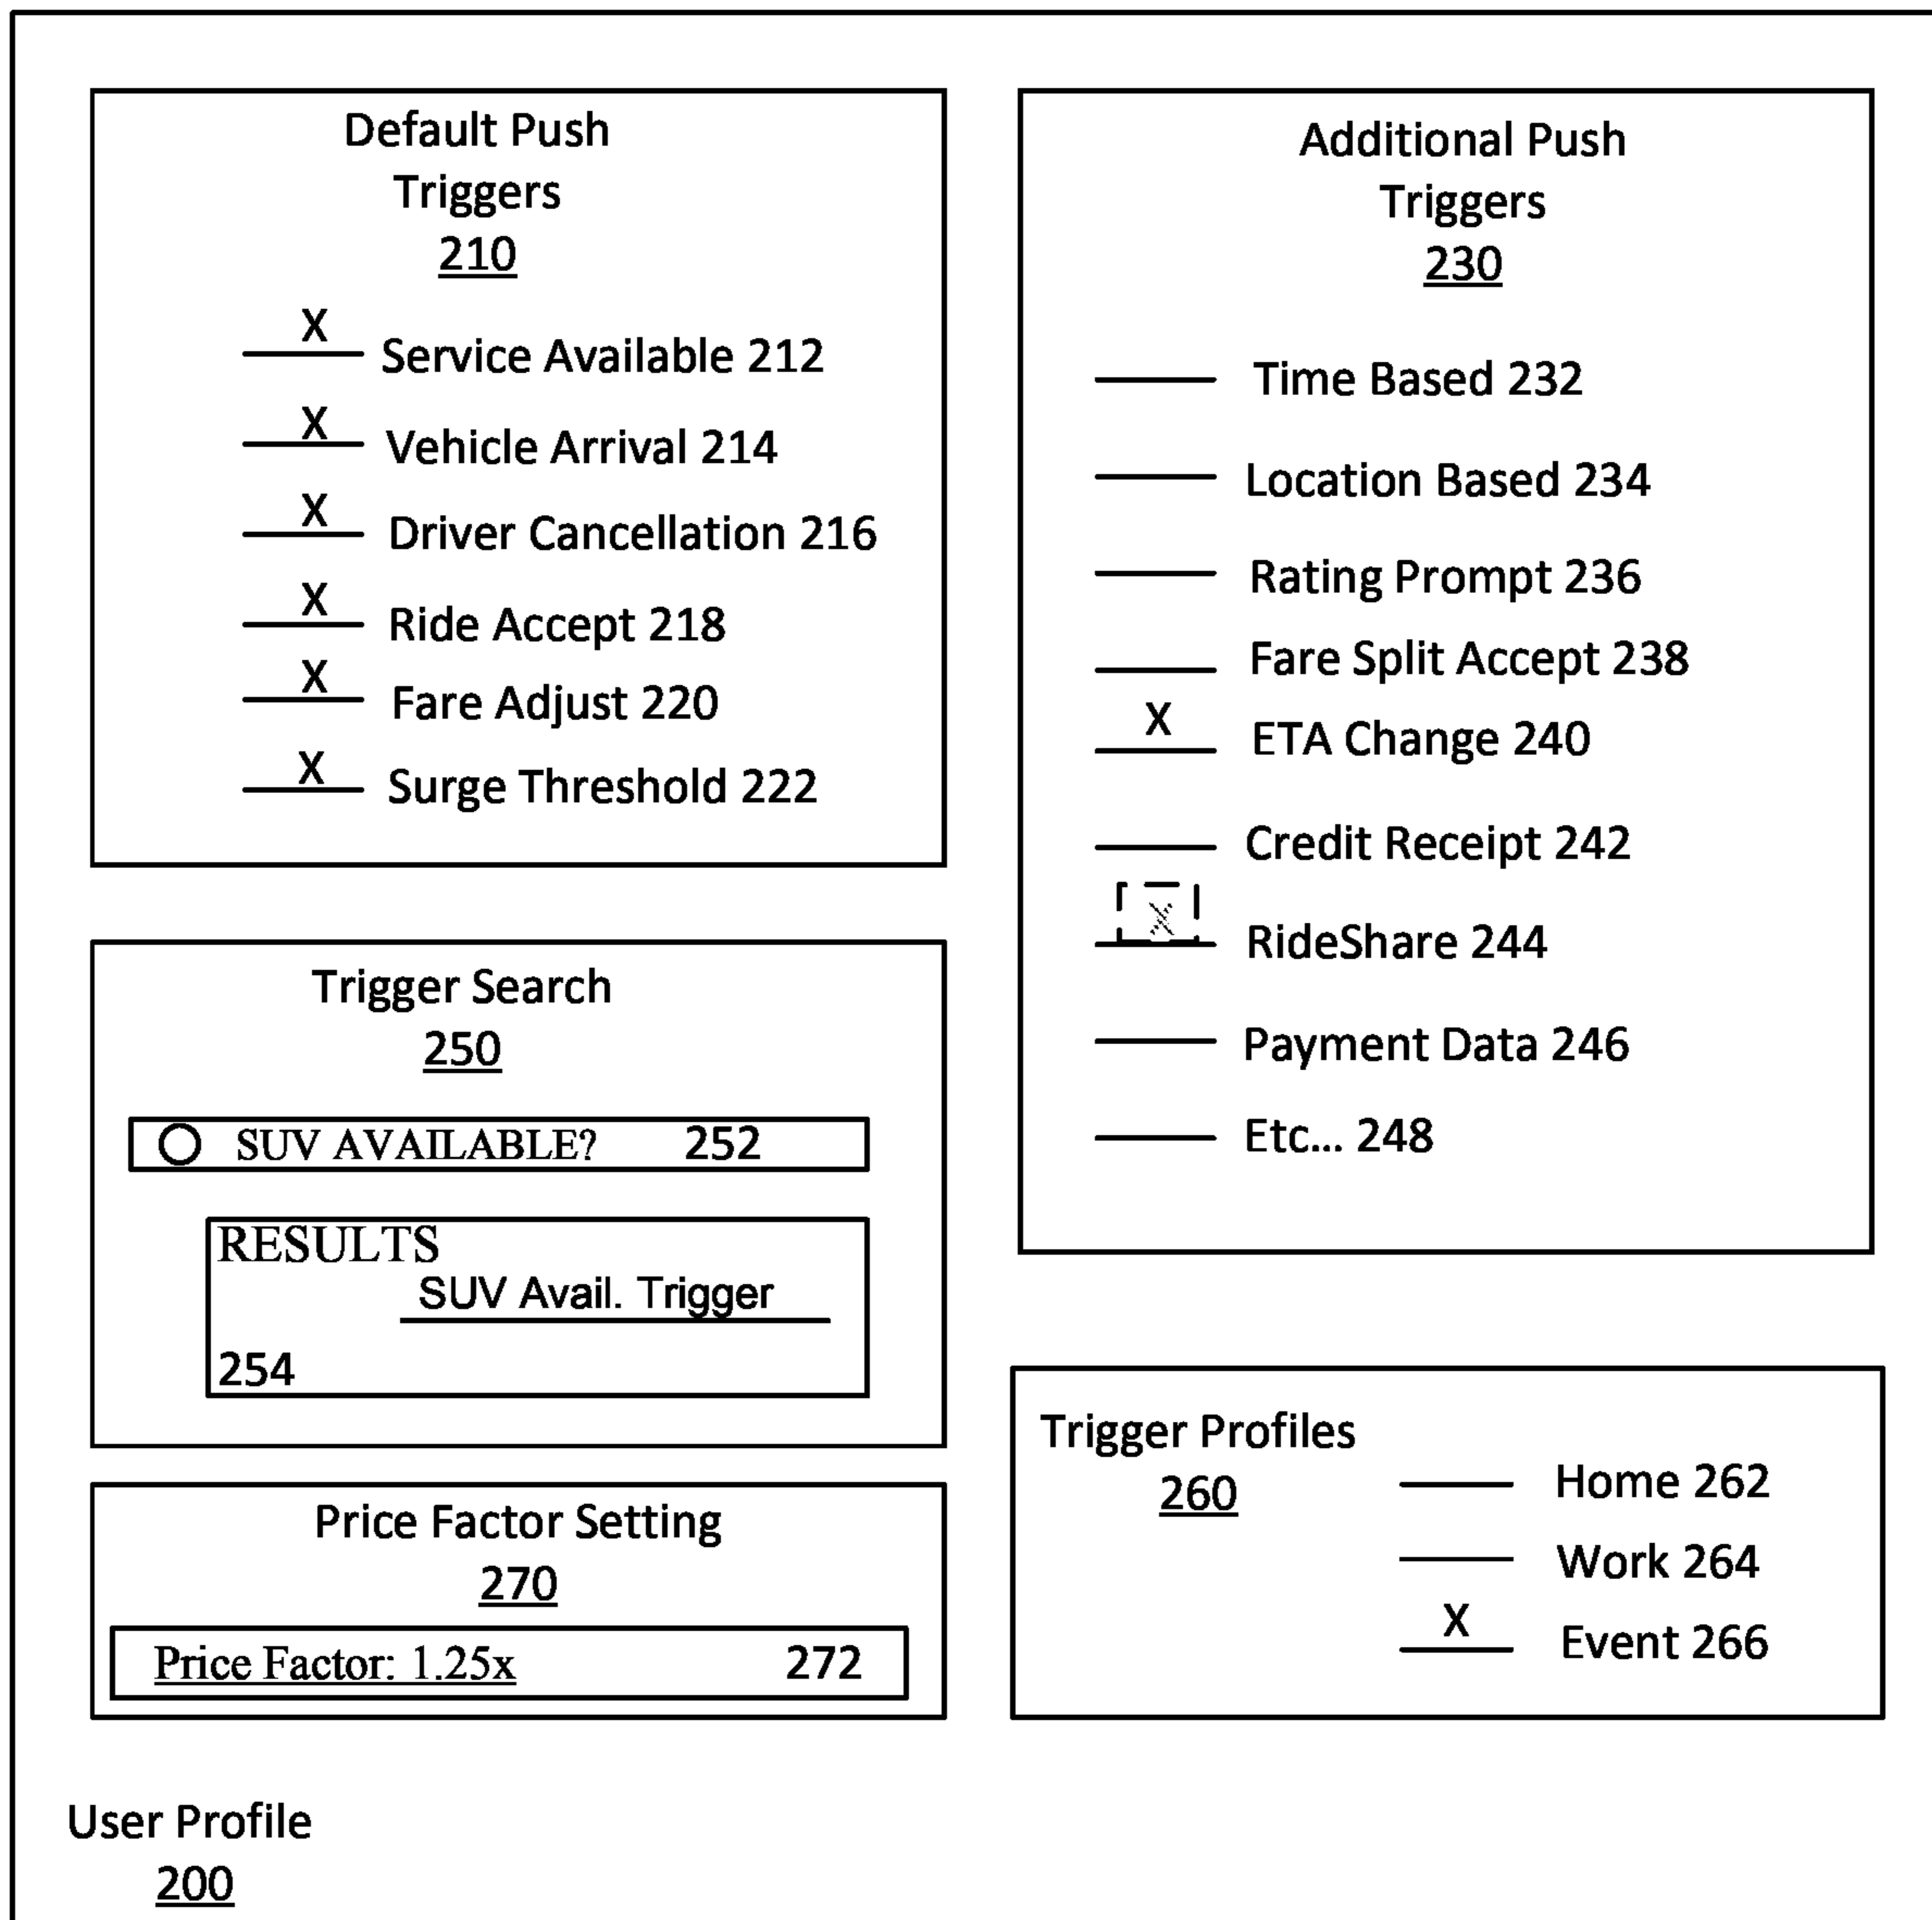 Default Push
Triggers
210
X Service Available 212
X Vehicle Arrival 214
X Driver Cancellation 216
X Ride Accept 218
X Fare Adjust 220
X Surge Threshold 222
Additional Push
Triggers
230
Time Based 232
Location Based 234
Rating Prompt 236
Fare Split Accept 238
X ETA Change 240
Credit Receipt 242
X RideShare 244
Payment Data 246
Etc... 248
Trigger Search
250
SUV AVAILABLE? 252
RESULTS
SUV Avail. Trigger
254
Trigger Profiles
260
Home 262
Work 264
X Event 266
Price Factor Setting
270
Price Factor: 1.25x 272
User Profile
200